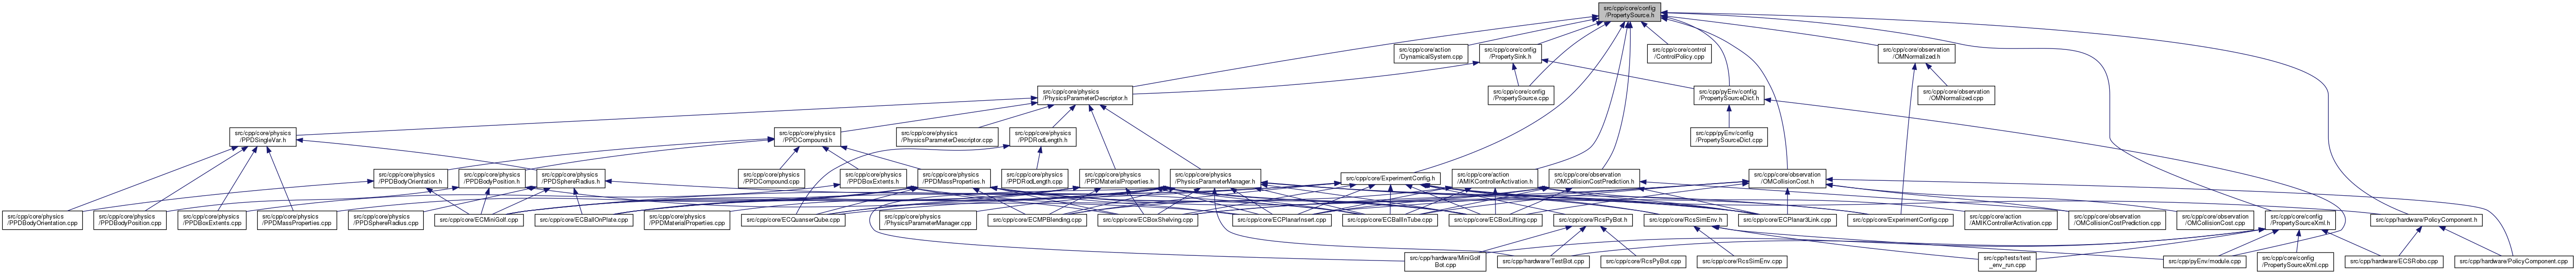 src/cpp/core/config
/PropertySource.h
src/cpp/core/action
/DynamicalSystem.cpp
src/cpp/core/config
/PropertySink.h
src/cpp/core/control
/ControlPolicy.cpp
src/cpp/core/observation
/OMNormalized.h
src/cpp/core/physics
/PhysicsParameterDescriptor.h
src/cpp/core/config
/PropertySource.cpp
src/cpp/pyEnv/config
/PropertySourceDict.h
src/cpp/core/observation
/OMNormalized.cpp
src/cpp/core/physics
/PPDSingleVar.h
src/cpp/core/physics
/PPDCompound.h
src/cpp/core/physics
/PhysicsParameterDescriptor.cpp
src/cpp/core/physics
/PPDRodLength.h
src/cpp/pyEnv/config
/PropertySourceDict.cpp
src/cpp/core/physics
/PPDBodyOrientation.h
src/cpp/core/physics
/PPDBodyPosition.h
src/cpp/core/physics
/PPDSphereRadius.h
src/cpp/core/physics
/PPDCompound.cpp
src/cpp/core/physics
/PPDBoxExtents.h
src/cpp/core/physics
/PPDMassProperties.h
src/cpp/core/physics
/PPDRodLength.cpp
src/cpp/core/physics
/PPDMaterialProperties.h
src/cpp/core/physics
/PhysicsParameterManager.h
src/cpp/core/ExperimentConfig.h
src/cpp/core/action
/AMIKControllerActivation.h
src/cpp/core/observation
/OMCollisionCostPrediction.h
src/cpp/core/observation
/OMCollisionCost.h
src/cpp/core/physics
/PPDBodyOrientation.cpp
src/cpp/core/physics
/PPDBodyPosition.cpp
src/cpp/core/physics
/PPDBoxExtents.cpp
src/cpp/core/physics
/PPDMassProperties.cpp
src/cpp/core/physics
/PPDSphereRadius.cpp
src/cpp/core/ECMiniGolf.cpp
src/cpp/core/ECBallOnPlate.cpp
src/cpp/core/physics
/PPDMaterialProperties.cpp
src/cpp/core/ECQuanserQube.cpp
src/cpp/core/physics
/PhysicsParameterManager.cpp
src/cpp/core/ECMPBlending.cpp
src/cpp/core/ECBoxShelving.cpp
src/cpp/core/ECPlanarInsert.cpp
src/cpp/core/ECBallInTube.cpp
src/cpp/core/ECBoxLifting.cpp
src/cpp/core/RcsPyBot.h
src/cpp/core/RcsSimEnv.h
src/cpp/core/ECPlanar3Link.cpp
src/cpp/core/ExperimentConfig.cpp
src/cpp/core/action
/AMIKControllerActivation.cpp
src/cpp/core/observation
/OMCollisionCostPrediction.cpp
src/cpp/core/observation
/OMCollisionCost.cpp
src/cpp/core/config
/PropertySourceXml.h
src/cpp/hardware/PolicyComponent.h
src/cpp/hardware/MiniGolf
Bot.cpp
src/cpp/hardware/TestBot.cpp
src/cpp/core/RcsPyBot.cpp
src/cpp/core/RcsSimEnv.cpp
src/cpp/tests/test
_env_run.cpp
src/cpp/pyEnv/module.cpp
src/cpp/core/config
/PropertySourceXml.cpp
src/cpp/hardware/ECSRobo.cpp
src/cpp/hardware/PolicyComponent.cpp